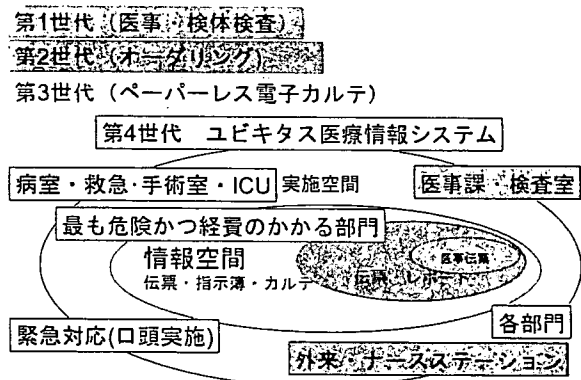 第1世代（医事・検体検査）
第2世代（オーダリング）
第3世代（ペーパーレス電子カルテ）
第4世代　ユビキタス医療情報システム
病室・救急・手術室・ICU 実施空間
医事課・検査室
最も危険かつ経費のかかる部門
情報空間
医事伝票
伝票・指示簿・カルテ
伝票 レポート
各部門
緊急対応(口頭実施)
外来・ナースステーション